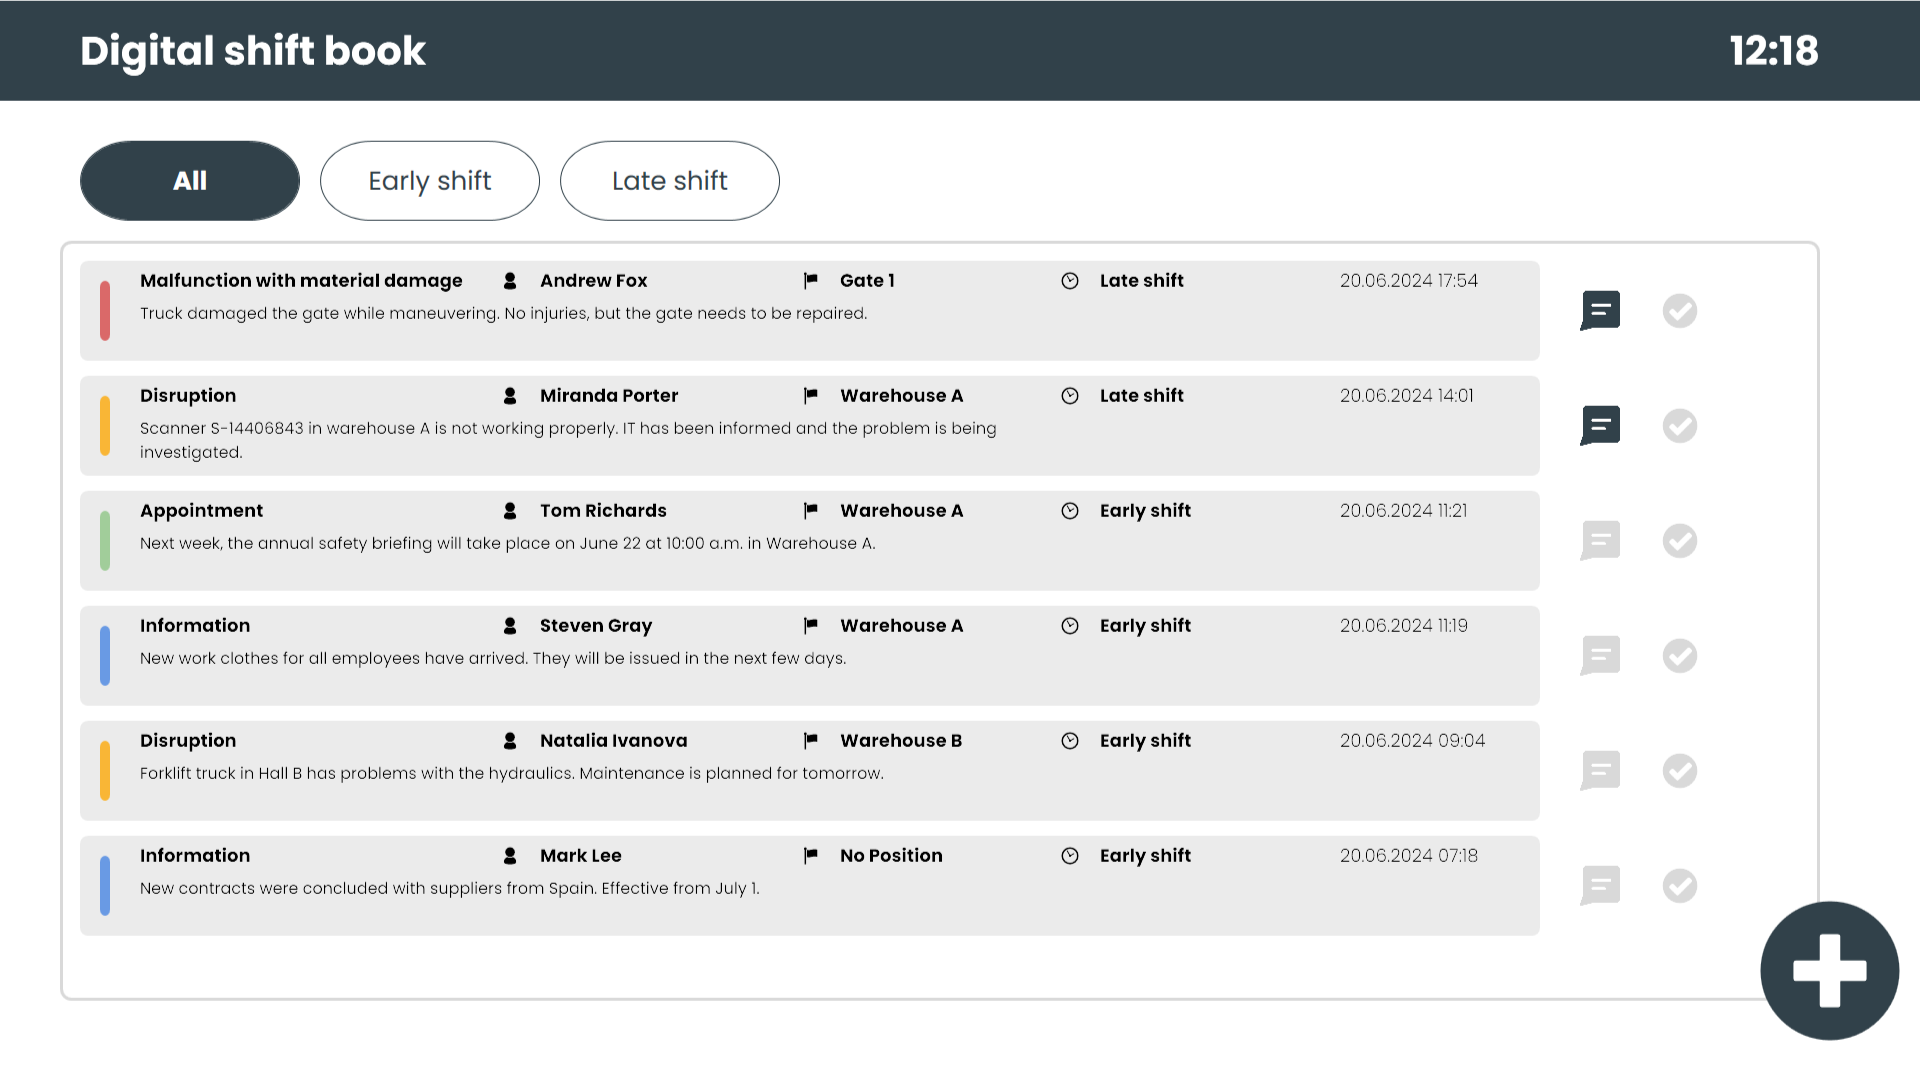 Digital shift book 12:18
All Early shift Late shift
Malfunction with material damage Andrew Fox Gate 1 Late shift 20.06.2024 17:54
Truck damaged the gate while maneuvering. No injuries, but the gate needs to be repaired.
Disruption Miranda Porter Warehouse A Late shift 20.06.2024 14:01
Scanner S-14406843 in warehouse A is not working properly. IT has been informed and the problem is being
investigated.
Appointment Tom Richards Warehouse A Early shift 20.06.2024 11:21
Next week, the annual safety briefing will take place on June 22 at 10:00 a.m. in Warehouse A.
Information Steven Gray Warehouse A Early shift 20.06.2024 11:19
New work clothes for all employees have arrived. They will be issued in the next few days.
Disruption Natalia Ivanova Warehouse B Early shift 20.06.2024 09:04
Forklift truck in Hall B has problems with the hydraulics. Maintenance is planned for tomorrow.
Information Mark Lee No Position Early shift 20.06.2024 07:18
New contracts were concluded with suppliers from Spain. Effective from July 1.